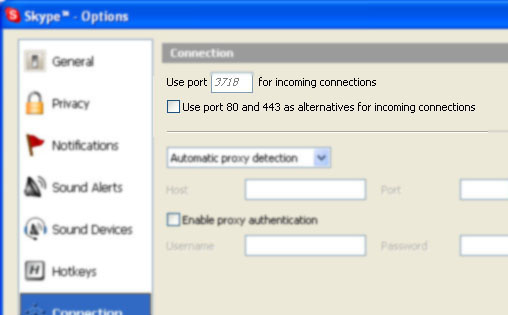 Skype™ - Options
General
Privacy
Notifications
Sound Alerts
Sound Devices
Hotkeys
Connection
Connection
Use port 3718 for incoming connections
Use port 80 and 443 as alternatives for incoming connections
Automatic proxy detection
Host Port
Enable proxy authentication
Username Password